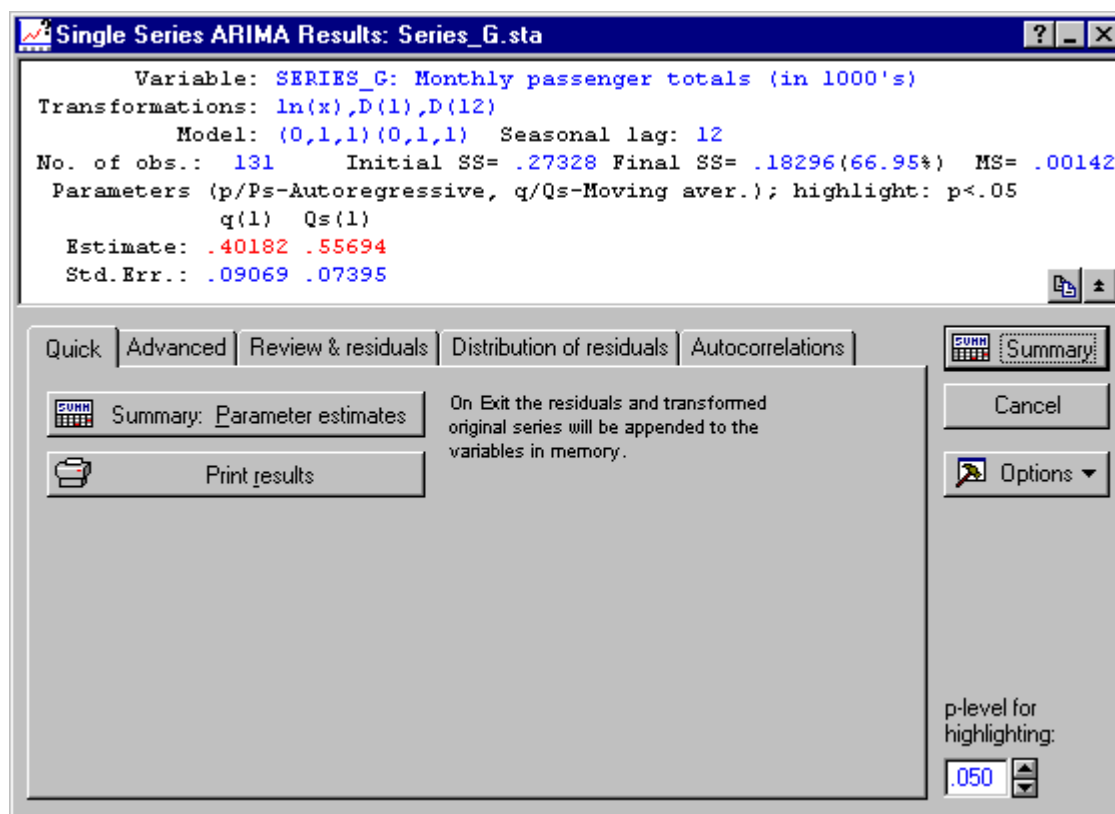 Single Series ARIMA Results: Series_G.sta
Variable: SERIES_G: Monthly passenger totals (in 1000's)
Transformations: ln(x),D(1),D(12)
Model: (0,1,1)(0,1,1) Seasonal lag: 12
No. of obs.: 131 Initial SS= .27328 Final SS= .18296(66.95%) MS= .00142
Parameters (p/Ps-Autoregressive, q/Qs-Moving aver.); highlight: p<.05
q(1) Qs(1)
Estimate: .40182 .55694
Std.Err.: .09069 .07395
Quick Advanced Review & residuals Distribution of residuals Autocorrelations
SUMM Summary
SUMM Summary: Parameter estimates
On Exit the residuals and transformed
original series will be appended to the
variables in memory.
Cancel
Print results
Options
p-level for
highlighting:
.050